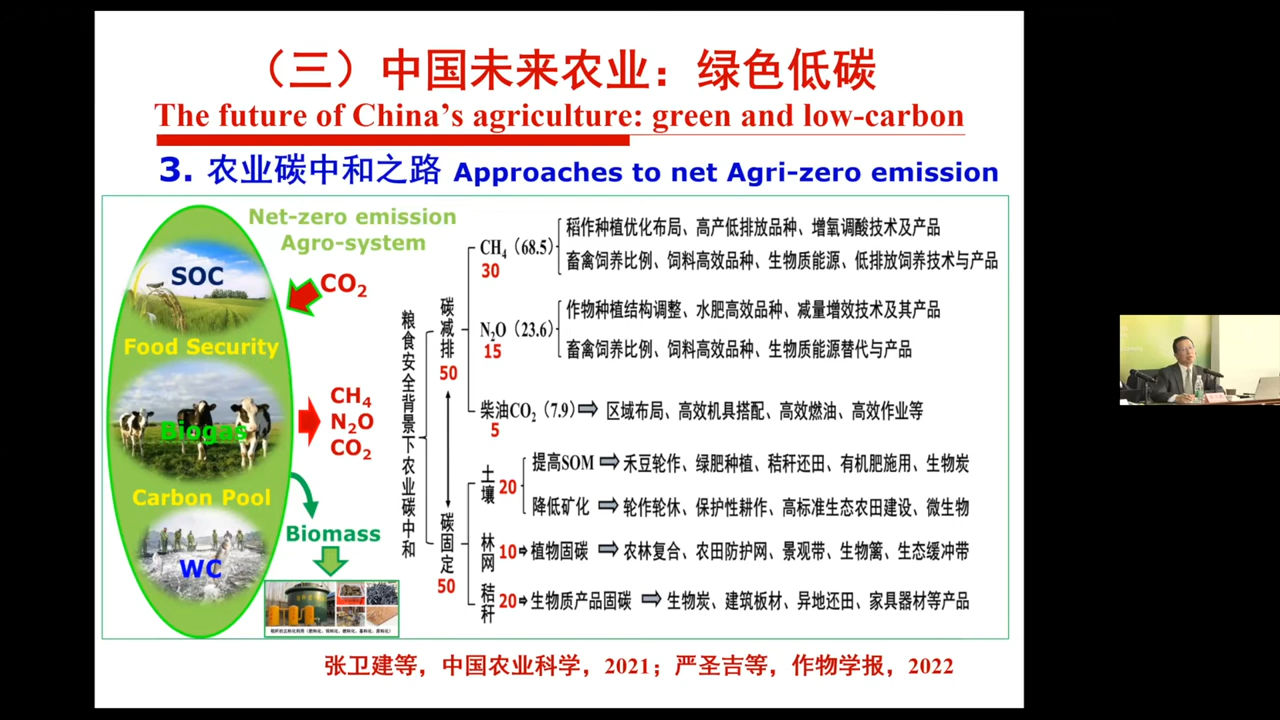 （三）中国未来农业：绿色低碳
The future of China’s agriculture: green and low-carbon
3. 农业碳中和之路 Approaches to net Agri-zero emission
Net-zero emission
Agro-system
SOC
CO₂
Food Security
Biogas
CH₄
N₂O
CO₂
Carbon Pool
Biomass
WC
粮食安全背景下农业碳中和
碳减排
50
CH₄（68.5）
30
稻作种植优化布局、高产低排放品种、增氧调酸技术及产品
畜禽饲养比例、饲料高效品种、生物质能源、低排放饲养技术与产品
N₂O（23.6）
15
作物种植结构调整、水肥高效品种、减量增效技术及其产品
畜禽饲养比例、饲料高效品种、生物质能源替代与产品
柴油CO₂（7.9）
5
区域布局、高效机具搭配、高效燃油、高效作业等
碳固定
50
土壤
20
提高SOM
禾豆轮作、绿肥种植、秸秆还田、有机肥施用、生物炭
降低矿化
轮作轮休、保护性耕作、高标准生态农田建设、微生物
林网
10
植物固碳
农林复合、农田防护网、景观带、生物篱、生态缓冲带
秸秆
20
生物质产品固碳
生物炭、建筑板材、异地还田、家具器材等产品
张卫建等，中国农业科学，2021；严圣吉等，作物学报，2022